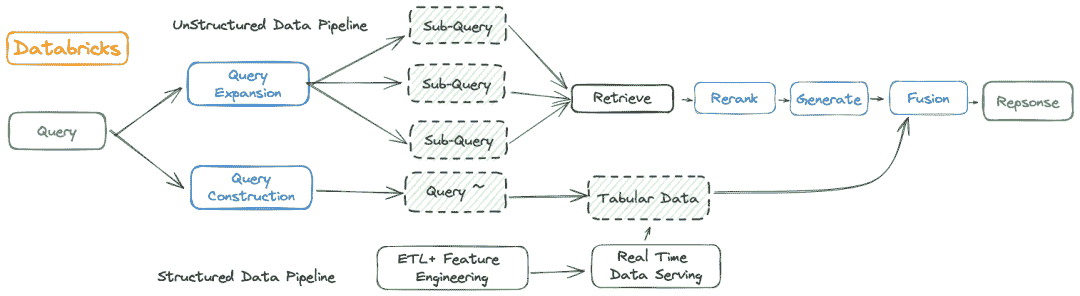 UnStructured Data Pipeline
Databricks
Query
Query
Expansion
Sub-Query
Sub-Query
Sub-Query
Retrieve
Rerank
Generate
Fusion
Repsonse
Query
Construction
Query ~
Tabular Data
ETL+ Feature
Engineering
Real Time
Data Serving
Structured Data Pipeline